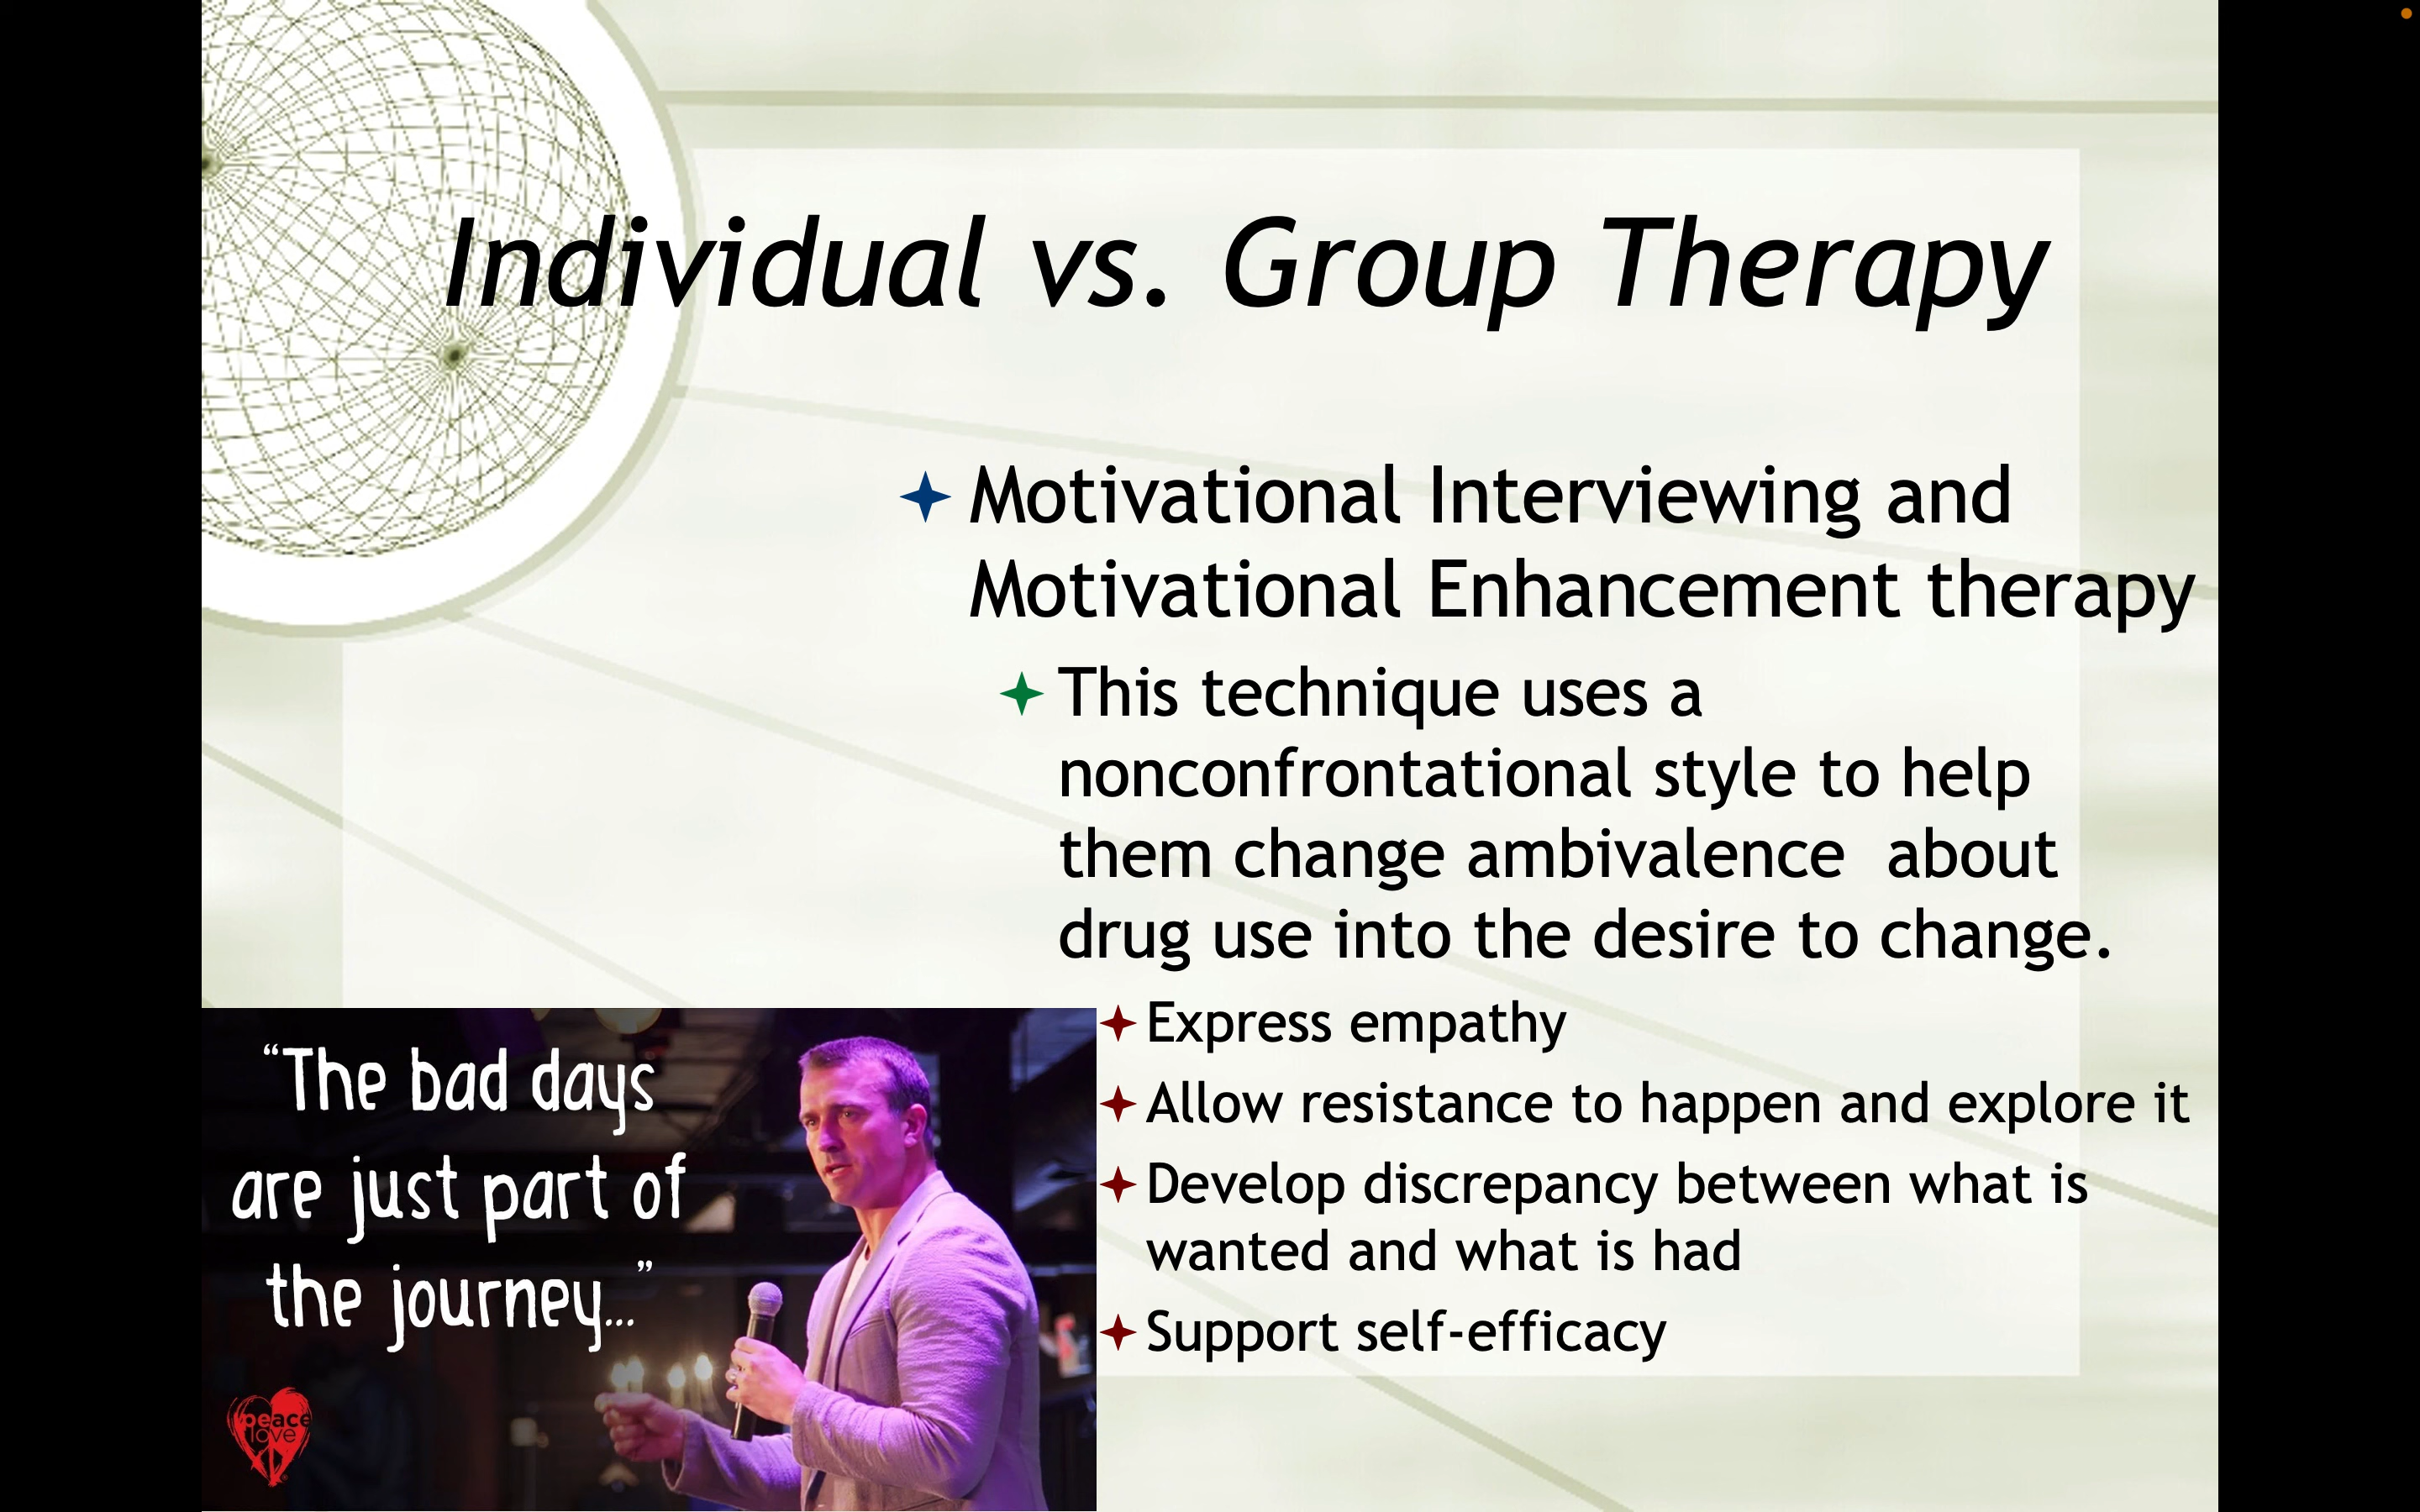 Individual vs. Group Therapy
Motivational Interviewing and
Motivational Enhancement therapy
This technique uses a
nonconfrontational style to help
them change ambivalence  about
drug use into the desire to change.
Express empathy
Allow resistance to happen and explore it
Develop discrepancy between what is
wanted and what is had
Support self-efficacy
“The bad days
are just part of
the journey...”
peace
love